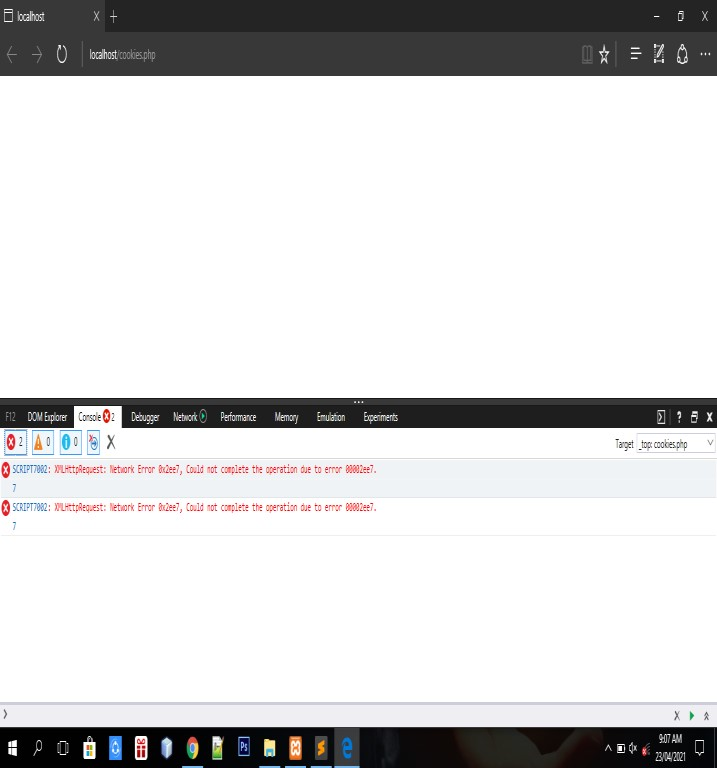 localhost
localhost/cookies.php
F12 DOM Explorer Console 2 Debugger Network Performance Memory Emulation Experiments
2 0 0
Target _top: cookies.php
SCRIPT7002: XMLHttpRequest: Network Error 0x2ee7, Could not complete the operation due to error 00002ee7.
7
SCRIPT7002: XMLHttpRequest: Network Error 0x2ee7, Could not complete the operation due to error 00002ee7.
7
Ps
9:07 AM
23/04/2021